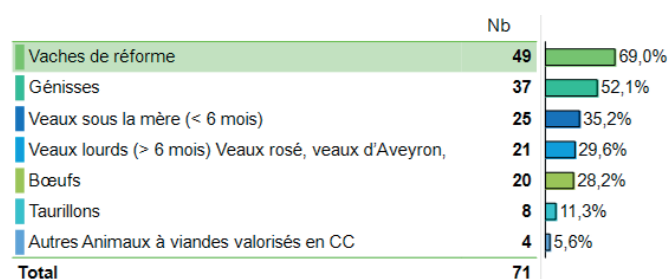 Nb
Vaches de réforme 49 69,0%
Génisses 37 52,1%
Veaux sous la mère (< 6 mois) 25 35,2%
Veaux lourds (> 6 mois) Veaux rosé, veaux d'Aveyron, 21 29,6%
Bœufs 20 28,2%
Taurillons 8 11,3%
Autres Animaux à viandes valorisés en CC 4 5,6%
Total 71